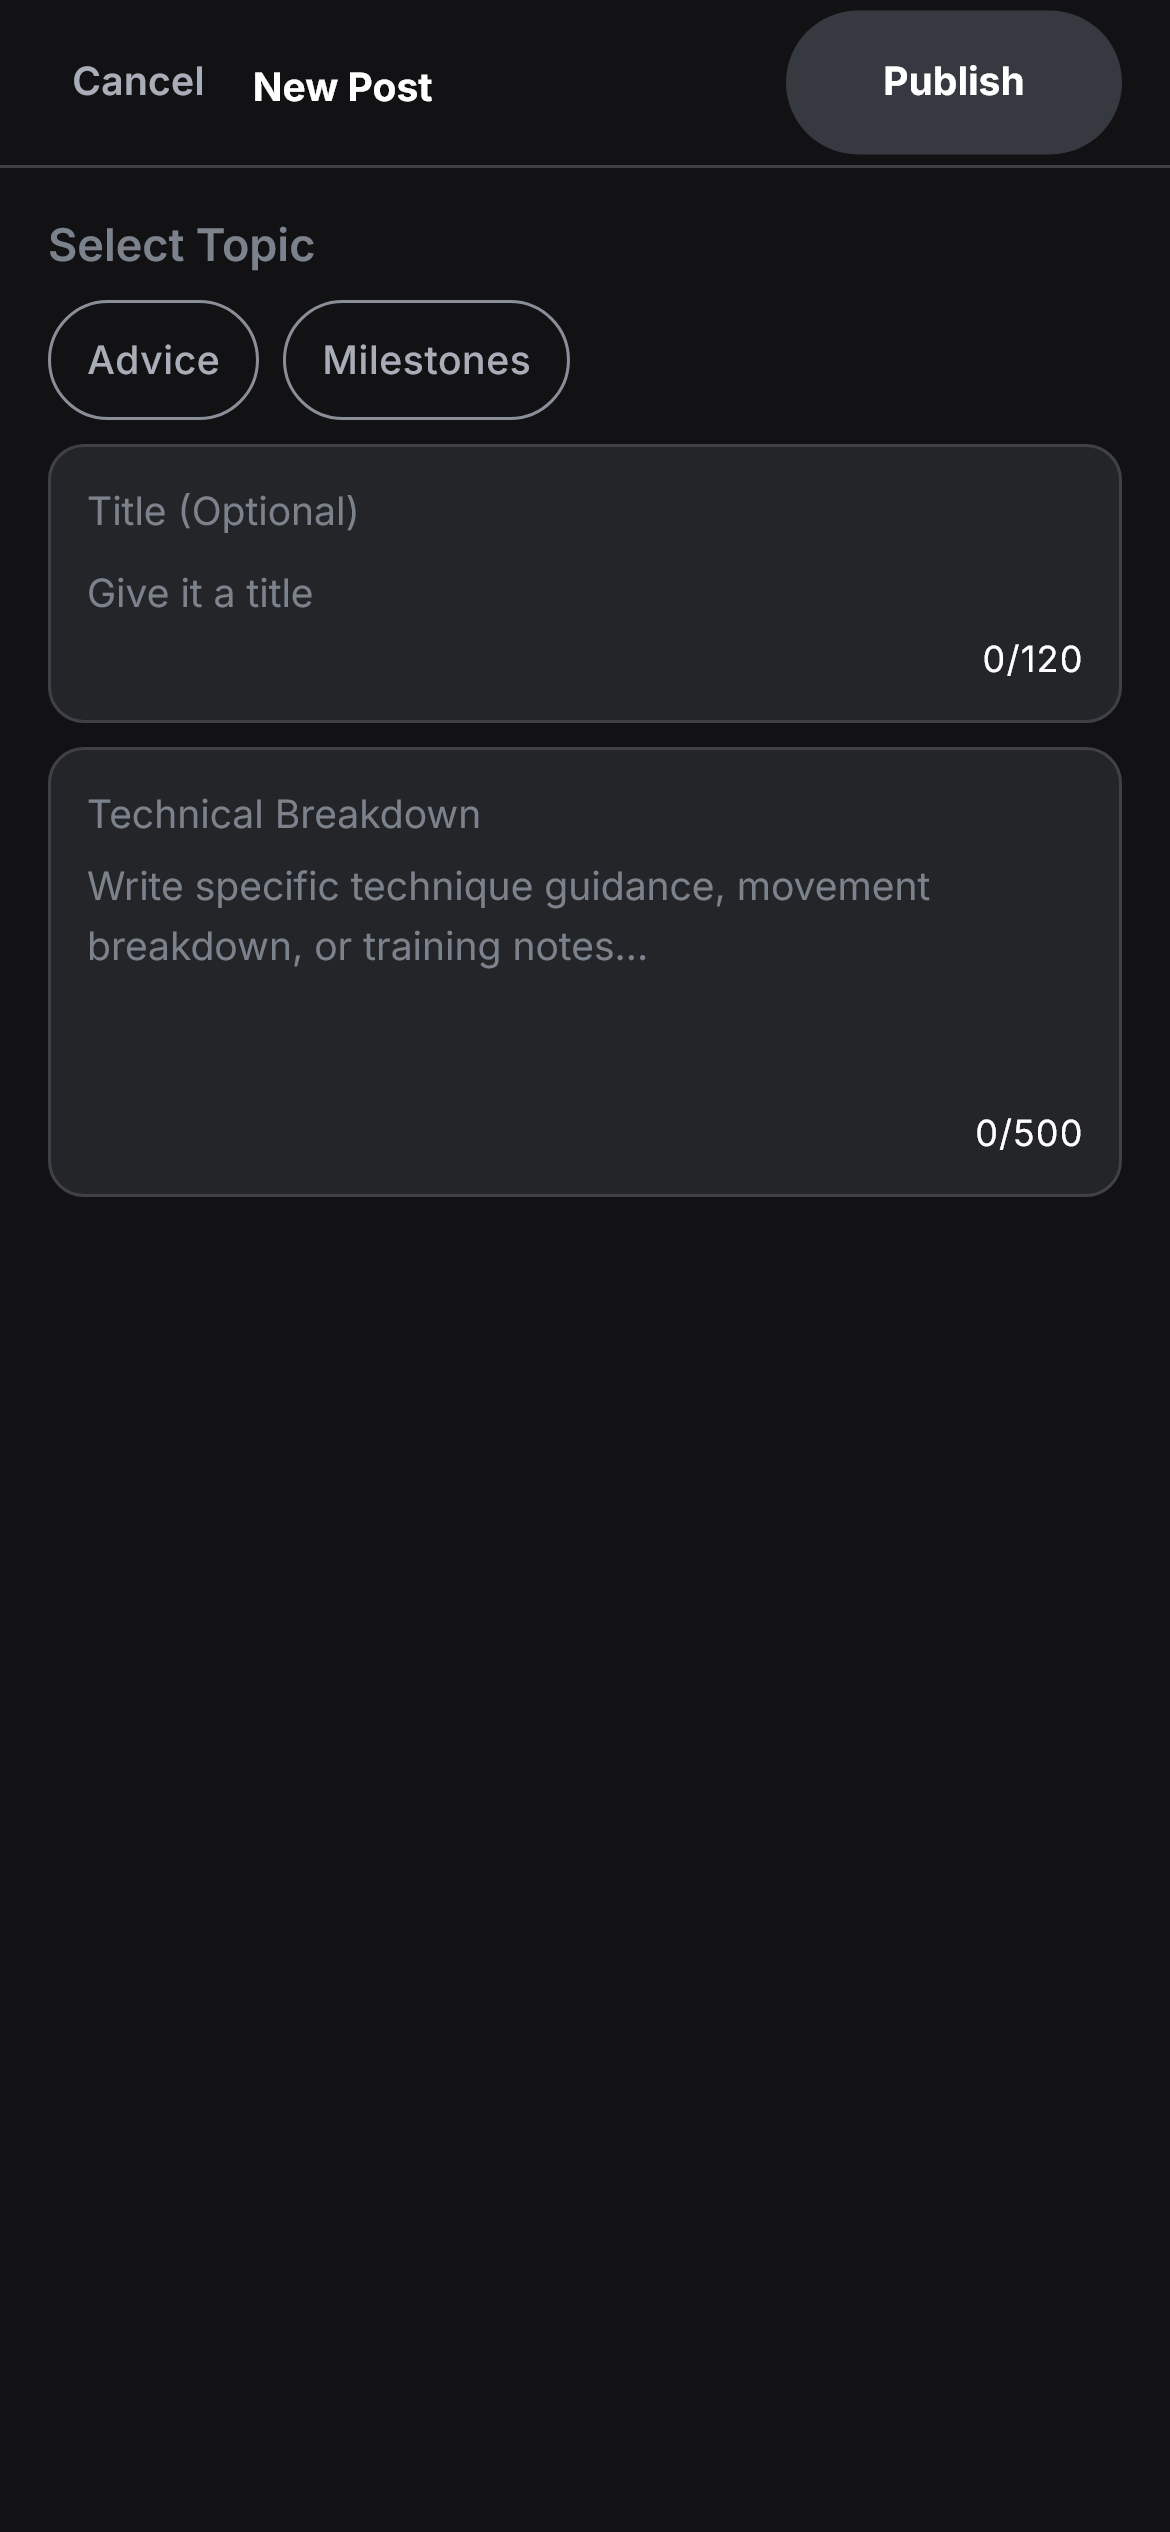 Cancel New Post Publish
Select Topic
Advice Milestones
Title (Optional)
Give it a title
0/120
Technical Breakdown
Write specific technique guidance, movement
breakdown, or training notes...
0/500